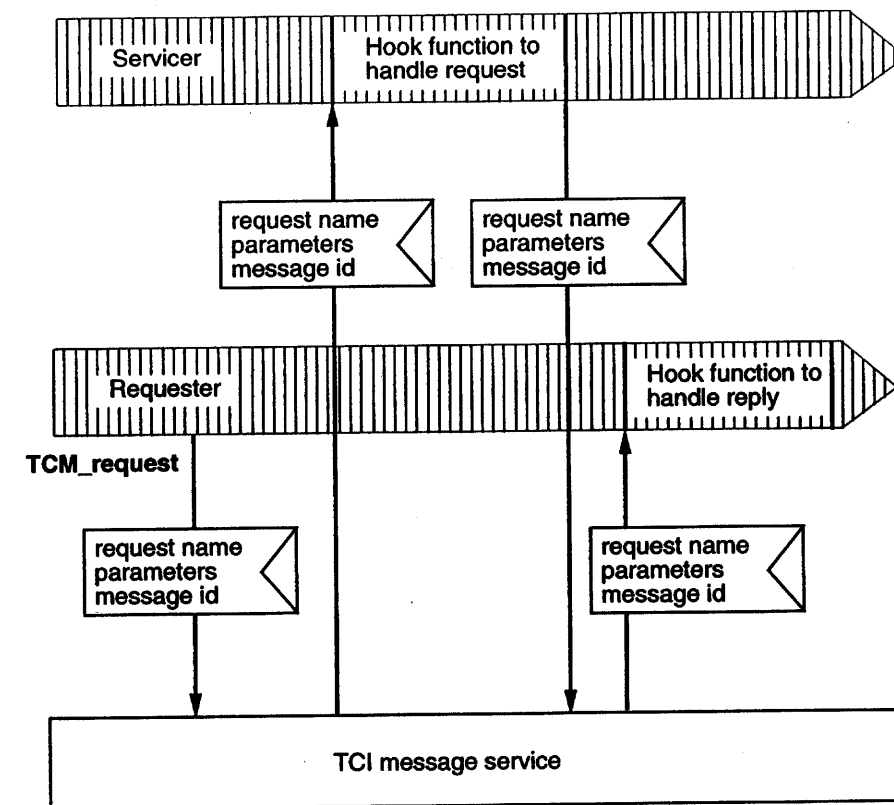 Servicer
Hook function to
handle request
request name
parameters
message id
request name
parameters
message id
Requester
Hook function to
handle reply
TCM_request
request name
parameters
message id
request name
parameters
message id
TCI message service